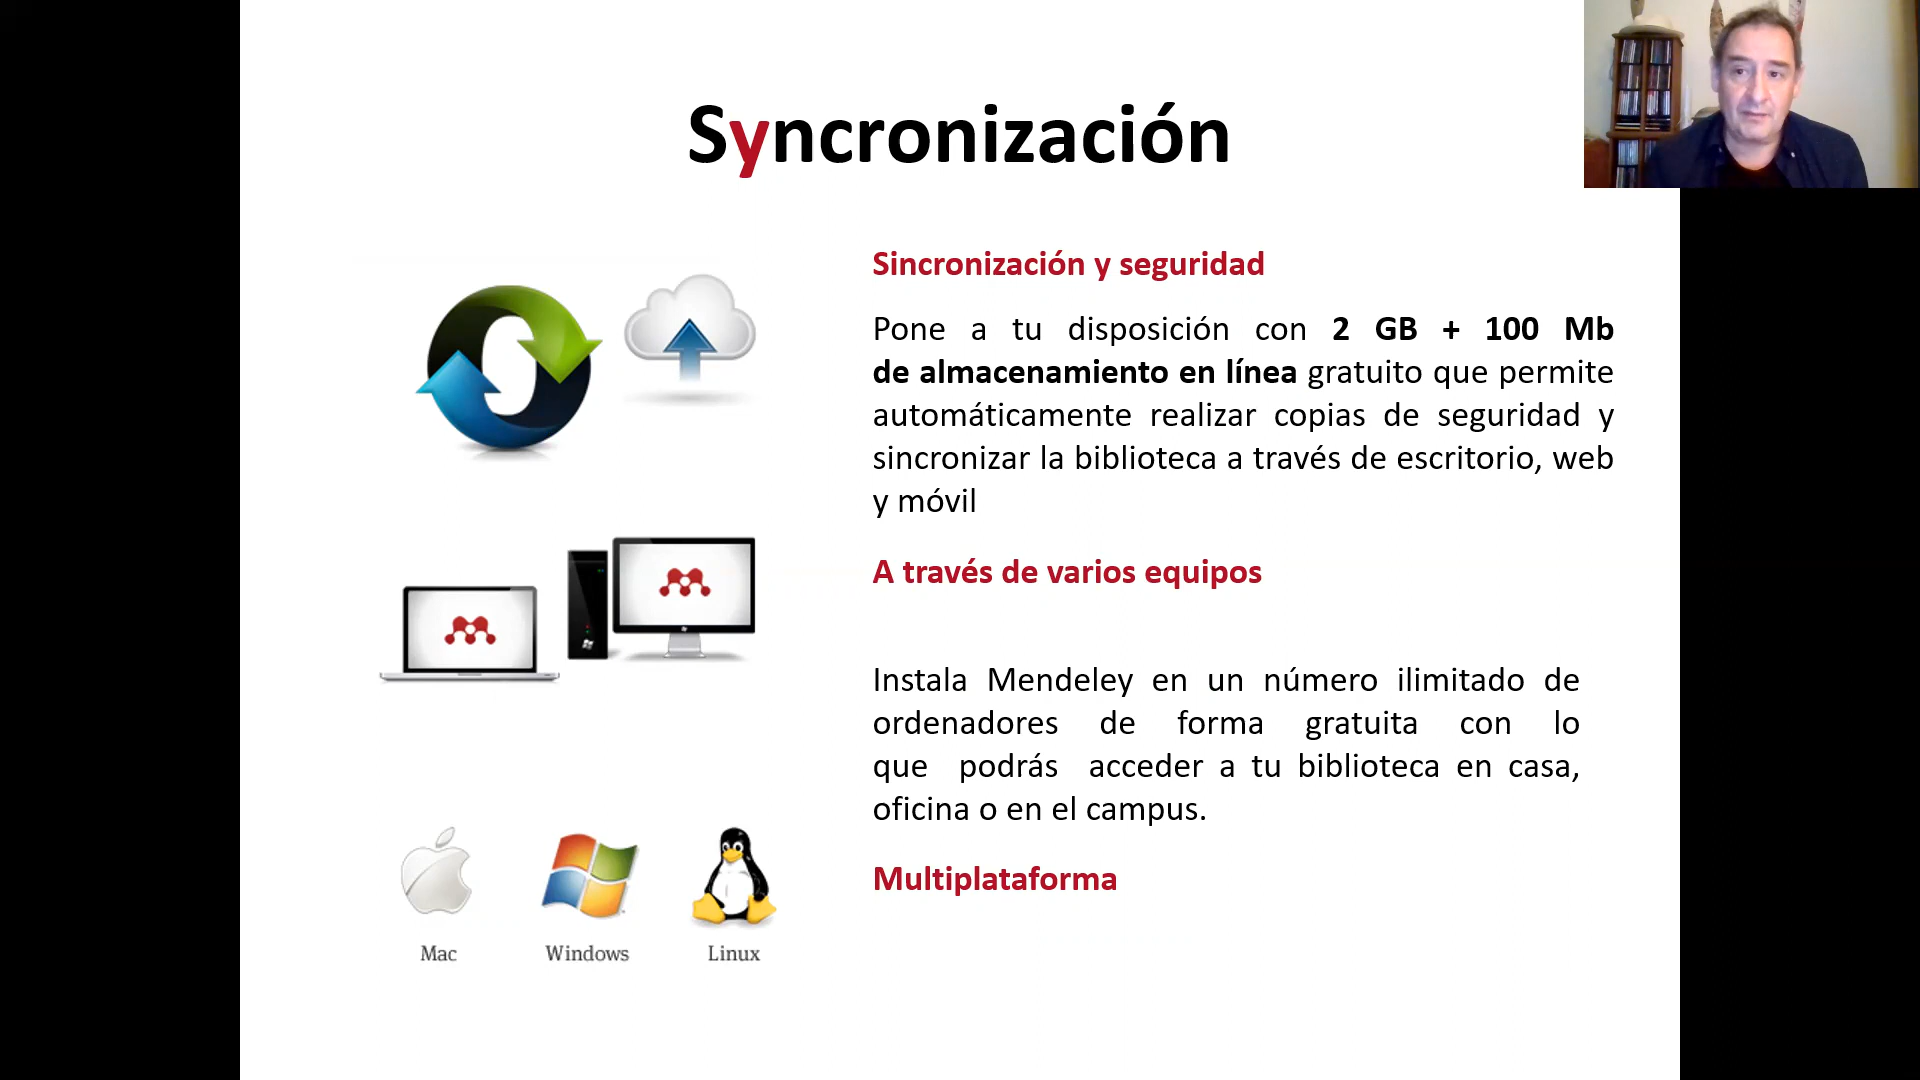 Syncronización
Sincronización y seguridad
Pone a tu disposición con 2 GB + 100 Mb
de almacenamiento en línea gratuito que permite
automáticamente realizar copias de seguridad y
sincronizar la biblioteca a través de escritorio, web
y móvil
A través de varios equipos
Instala Mendeley en un número ilimitado de
ordenadores de forma gratuita con lo
que podrás acceder a tu biblioteca en casa,
oficina o en el campus.
Multiplataforma
Mac
Windows
Linux